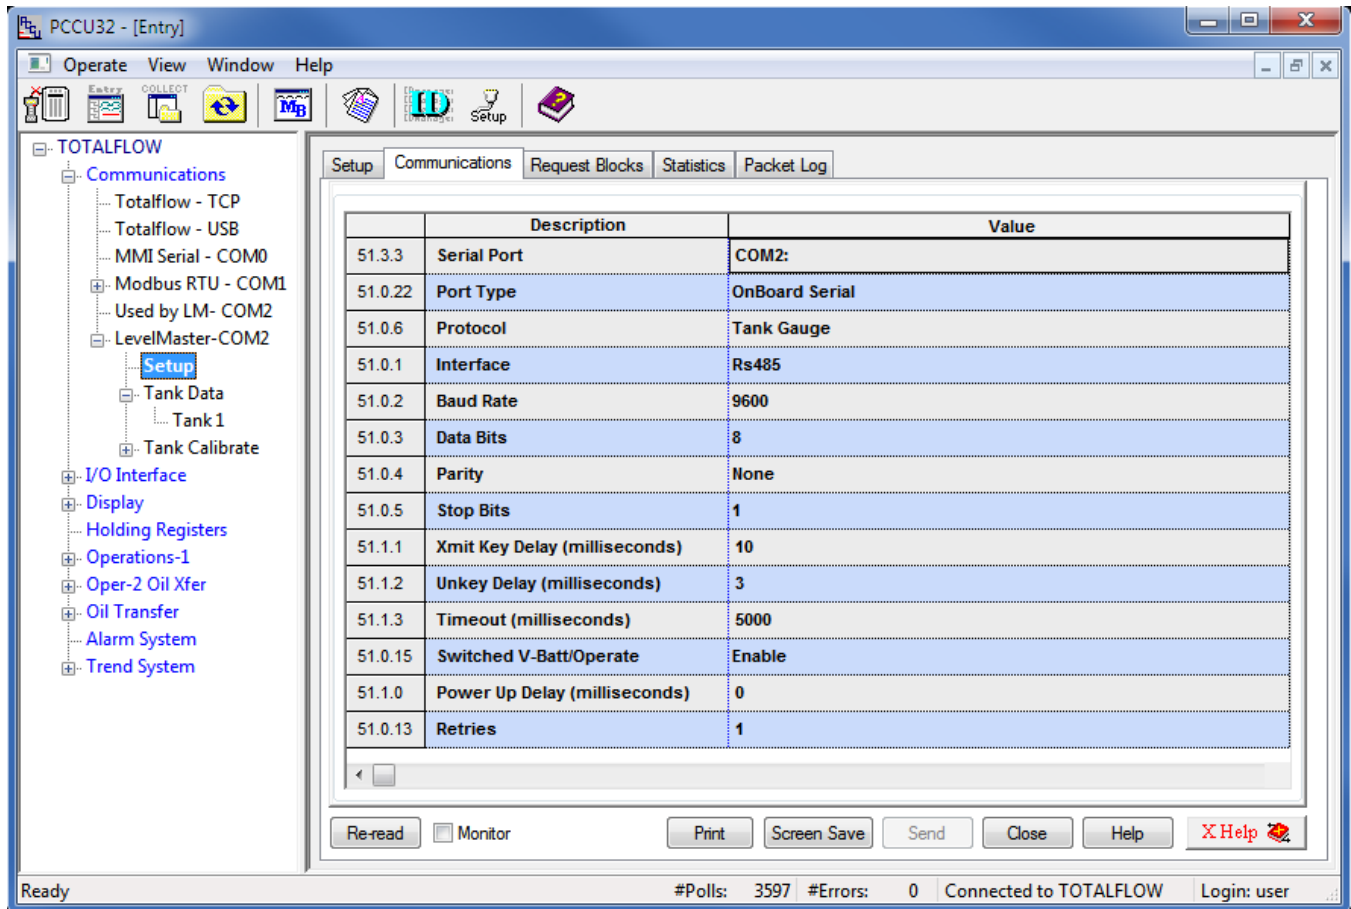 PCCU32 - [Entry]
Operate View Window Help
Entry COLLECT MB ID Setup
TOTALFLOW
Communications
Totalflow - TCP
Totalflow - USB
MMI Serial - COM0
Modbus RTU - COM1
Used by LM- COM2
LevelMaster-COM2
Setup
Tank Data
Tank 1
Tank Calibrate
I/O Interface
Display
Holding Registers
Operations-1
Oper-2 Oil Xfer
Oil Transfer
Alarm System
Trend System
Setup Communications Request Blocks Statistics Packet Log
Description Value
51.3.3 Serial Port COM2:
51.0.22 Port Type OnBoard Serial
51.0.6 Protocol Tank Gauge
51.0.1 Interface Rs485
51.0.2 Baud Rate 9600
51.0.3 Data Bits 8
51.0.4 Parity None
51.0.5 Stop Bits 1
51.1.1 Xmit Key Delay (milliseconds) 10
51.1.2 Unkey Delay (milliseconds) 3
51.1.3 Timeout (milliseconds) 5000
51.0.15 Switched V-Batt/Operate Enable
51.1.0 Power Up Delay (milliseconds) 0
51.0.13 Retries 1
Re-read Monitor Print Screen Save Send Close Help X Help
Ready #Polls: 3597 #Errors: 0 Connected to TOTALFLOW Login: user